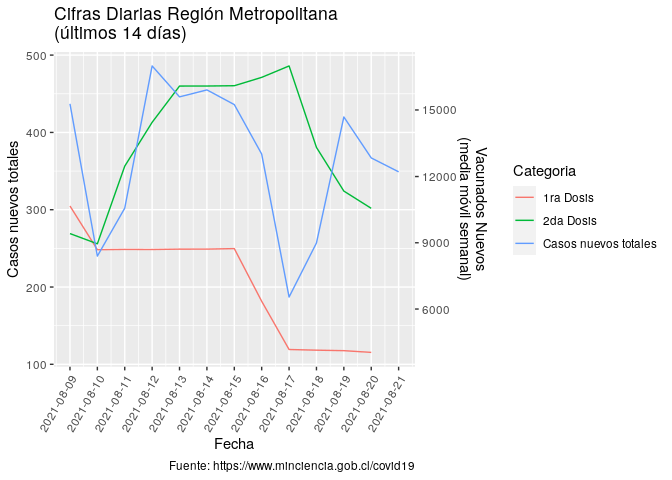 Cifras Diarias Región Metropolitana
(últimos 14 días)
Casos nuevos totales
500
400
300
200
100
15000
12000
9000
6000
Vacunados Nuevos
(media móvil semanal)
2021-08-09
2021-08-10
2021-08-11
2021-08-12
2021-08-13
2021-08-14
2021-08-15
2021-08-16
2021-08-17
2021-08-18
2021-08-19
2021-08-20
2021-08-21
Fecha
Categoria
1ra Dosis
2da Dosis
Casos nuevos totales
Fuente: https://www.minciencia.gob.cl/covid19